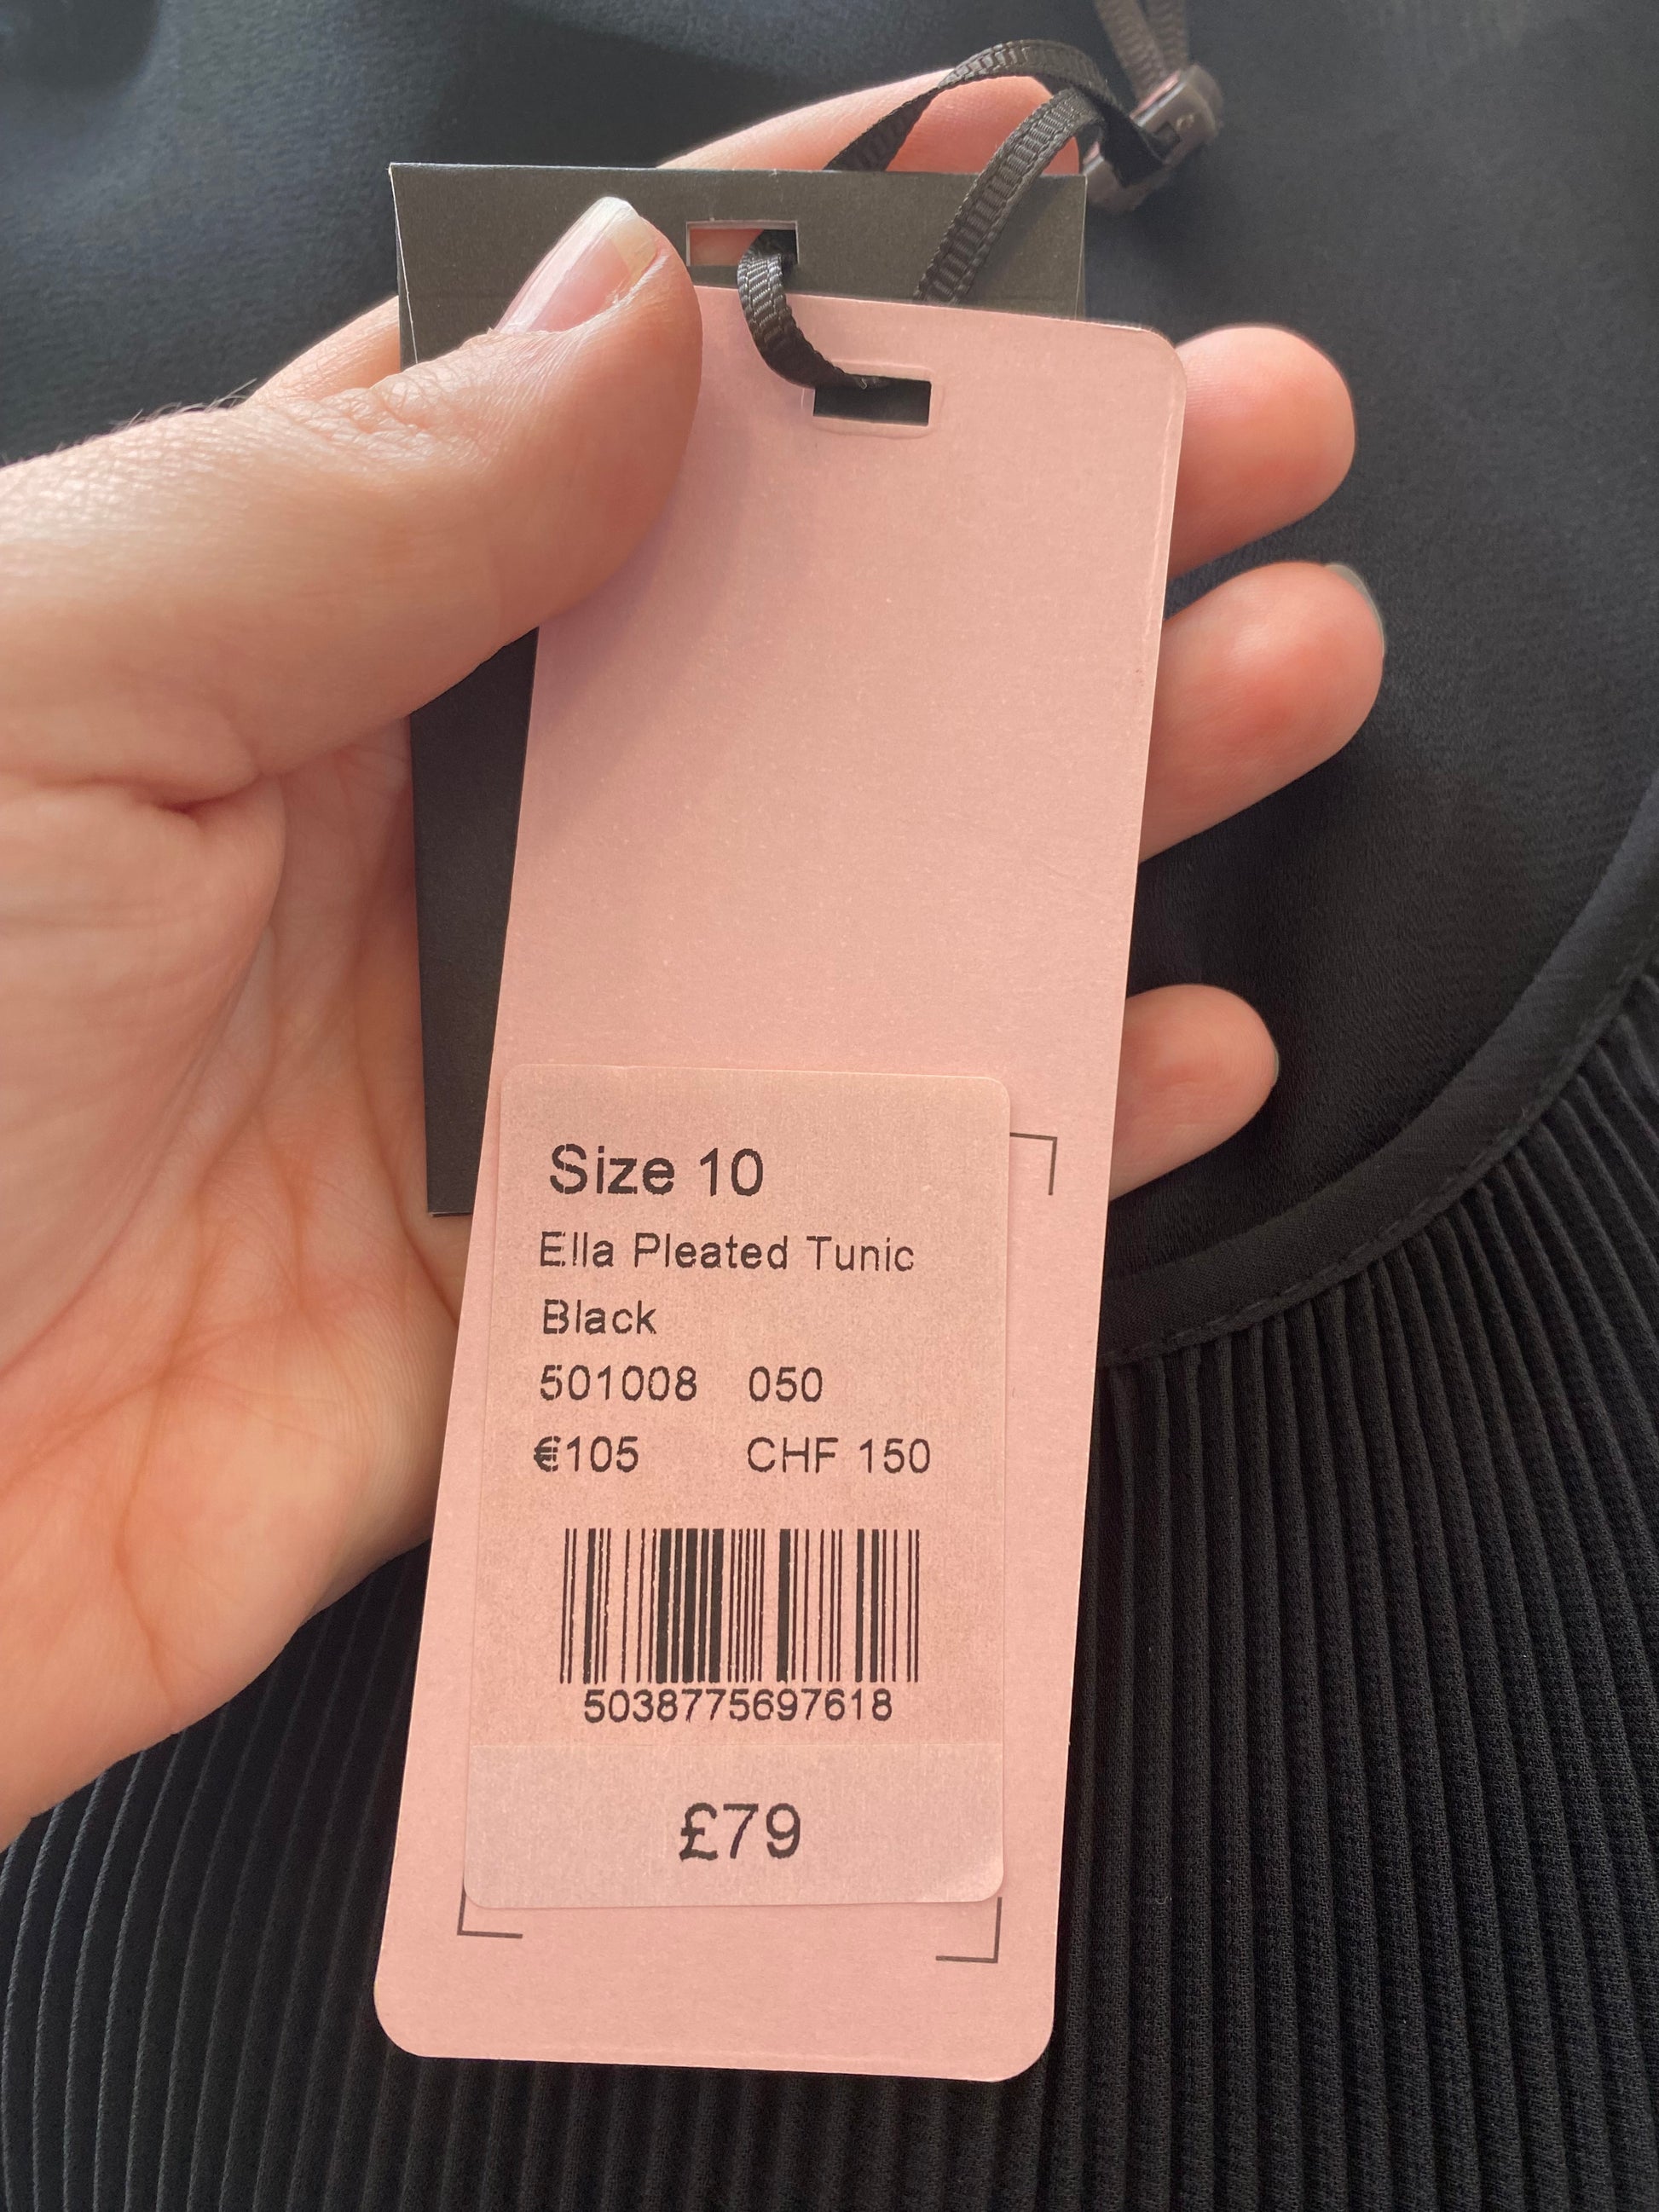 Size 10
Ella Pleated Tunic
Black
501008 050
€105 CHF 150
5038775697618
£79